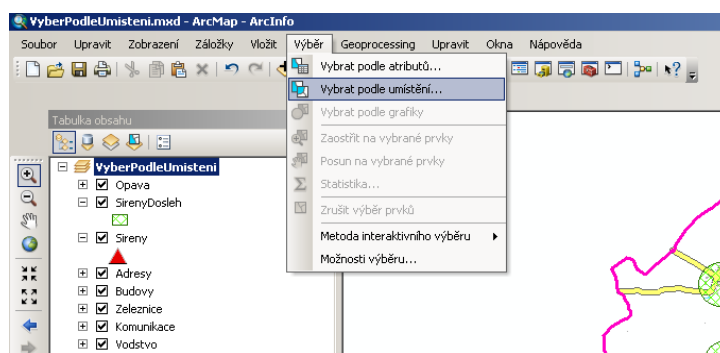 VyberPodleUmisteni.mxd - ArcMap - ArcInfo
Soubor Upravit Zobrazení Záložky Vložit Výběr Geoprocessing Upravit Okna Nápověda
Vybrat podle atributů...
Vybrat podle umístění...
Vybrat podle grafiky
Zaostřit na vybrané prvky
Posun na vybrané prvky
Statistika...
Zrušit výběr prvků
Metoda interaktivního výběru
Možnosti výběru...
Tabulka obsahu
VyberPodleUmisteni
Opava
SirenyDosleh
Sireny
Adresy
Budovy
Zeleznice
Komunikace
Vodstvo